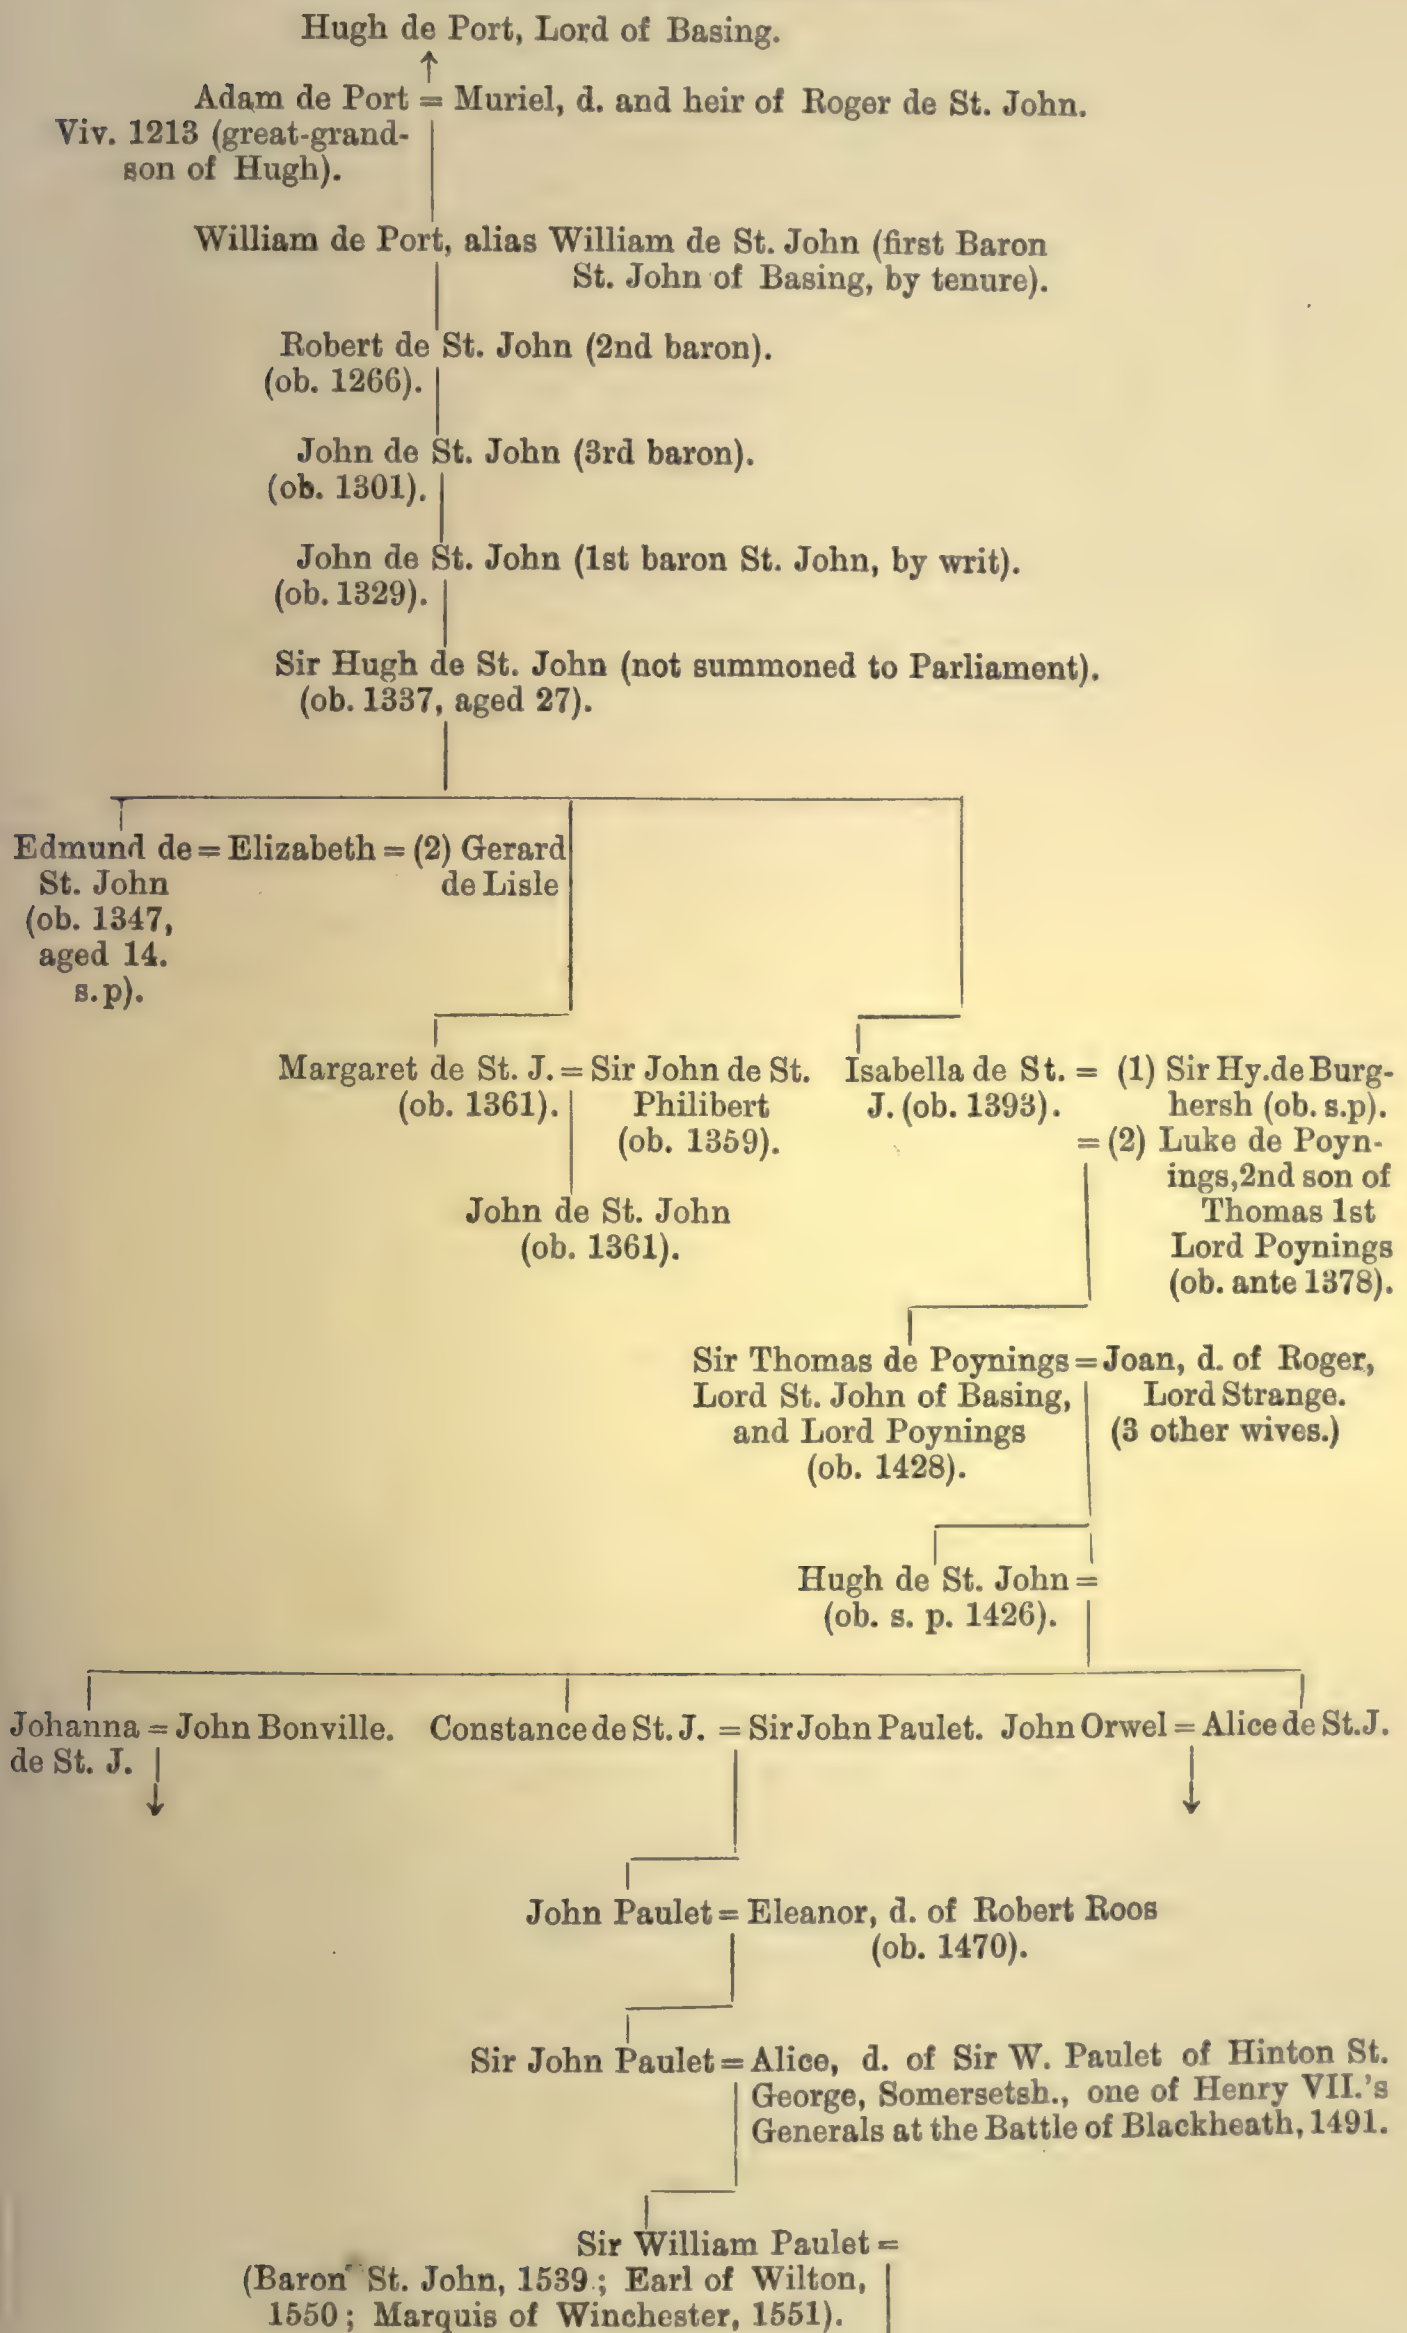 Hugh de Port, Lord of Basing.
↑
Adam de Port = Muriel, d. and heir of Roger de St. John.
Viv. 1213 (great-grand-
son of Hugh).
William de Port, alias William de St. John (first Baron
St. John of Basing, by tenure).
Robert de St. John (2nd baron).
(ob. 1266).
John de St. John (3rd baron).
(ob. 1301).
John de St. John (1st baron St. John, by writ).
(ob. 1329).
Sir Hugh de St. John (not summoned to Parliament).
(ob. 1337, aged 27).
Edmund de = Elizabeth = (2) Gerard
St. John de Lisle
(ob. 1347,
aged 14.
s.p).
Margaret de St. J. = Sir John de St.
(ob. 1361). Philibert
(ob. 1359).
John de St. John
(ob. 1361).
Isabella de St. = (1) Sir Hy. de Burg-
J. (ob. 1393). hersh (ob. s.p).
= (2) Luke de Poyn-
ings, 2nd son of
Thomas 1st
Lord Poynings
(ob. ante 1378).
Sir Thomas de Poynings = Joan, d. of Roger,
Lord St. John of Basing, Lord Strange.
and Lord Poynings (3 other wives.)
(ob. 1428).
Hugh de St. John =
(ob. s. p. 1426).
Johanna = John Bonville. Constance de St. J. = Sir John Paulet. John Orwel = Alice de St. J.
de St. J.
↓ ↓
John Paulet = Eleanor, d. of Robert Roos
(ob. 1470).
Sir John Paulet = Alice, d. of Sir W. Paulet of Hinton St.
George, Somersetsh., one of Henry VII.'s
Generals at the Battle of Blackheath, 1491.
Sir William Paulet =
(Baron St. John, 1539; Earl of Wilton,
1550; Marquis of Winchester, 1551).